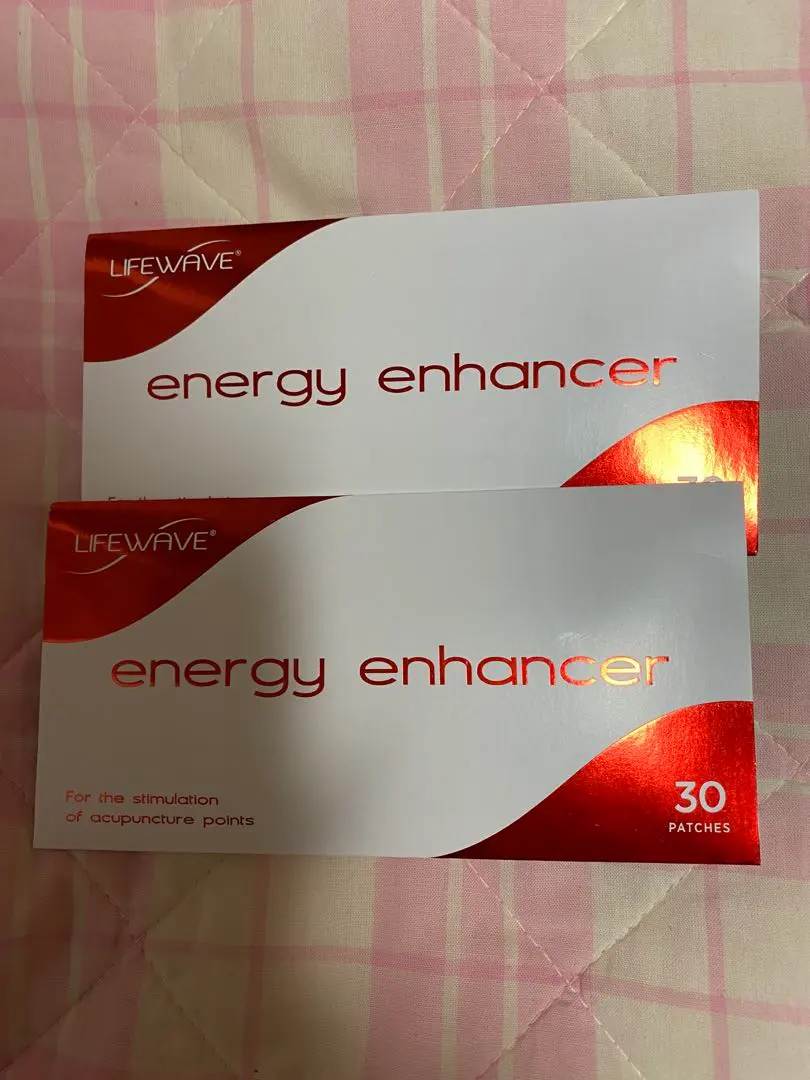 LIFEWAVE®
energy enhancer
LIFEWAVE®
energy enhancer
For the stimulation
of acupuncture points
30
PATCHES